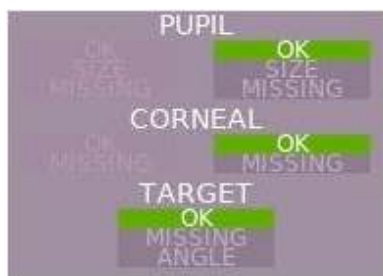 PUPIL
OK OK
SIZE SIZE
MISSING MISSING
CORNEAL
OK OK
MISSING MISSING
TARGET
OK
MISSING
ANGLE